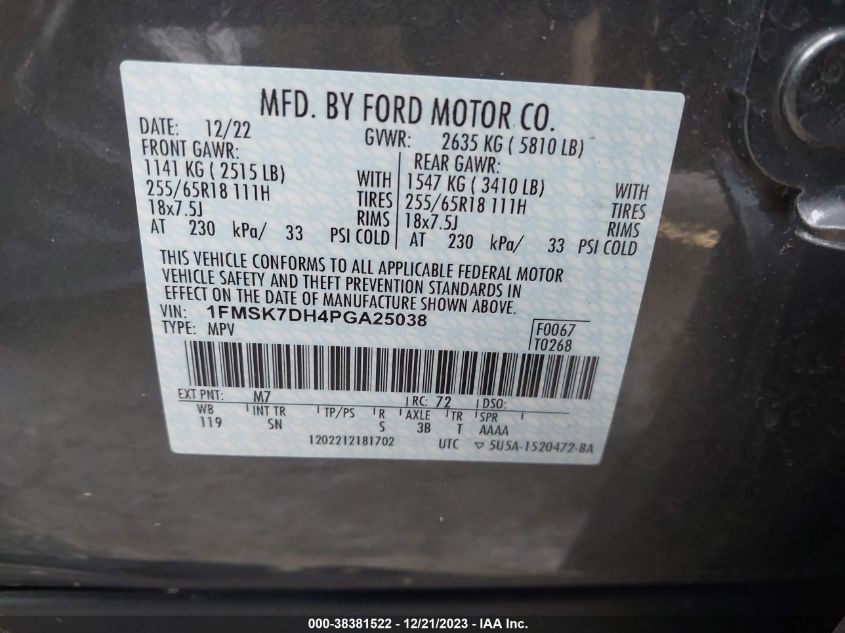 MFD. BY FORD MOTOR CO.
DATE: 12/22 GVWR: 2635 KG ( 5810 LB)
FRONT GAWR: REAR GAWR:
1141 KG ( 2515 LB) WITH 1547 KG ( 3410 LB) WITH
255/65R18 111H TIRES 255/65R18 111H TIRES
18x7.5J RIMS 18x7.5J RIMS
AT 230 kPa/ 33 PSI COLD AT 230 kPa/ 33 PSI COLD
THIS VEHICLE CONFORMS TO ALL APPLICABLE FEDERAL MOTOR
VEHICLE SAFETY AND THEFT PREVENTION STANDARDS IN
EFFECT ON THE DATE OF MANUFACTURE SHOWN ABOVE.
VIN: 1FMSK7DH4PGA25038
TYPE: MPV
F0067
T0268
EXT PNT: M7 RC: 72 DSO:
WB INT TR TP/PS R AXLE TR SPR
119 SN S 3B T AAAA
1202212181702 UTC ▽ 5U5A-1520472-BA
000-38381522 - 12/21/2023 - IAA Inc.